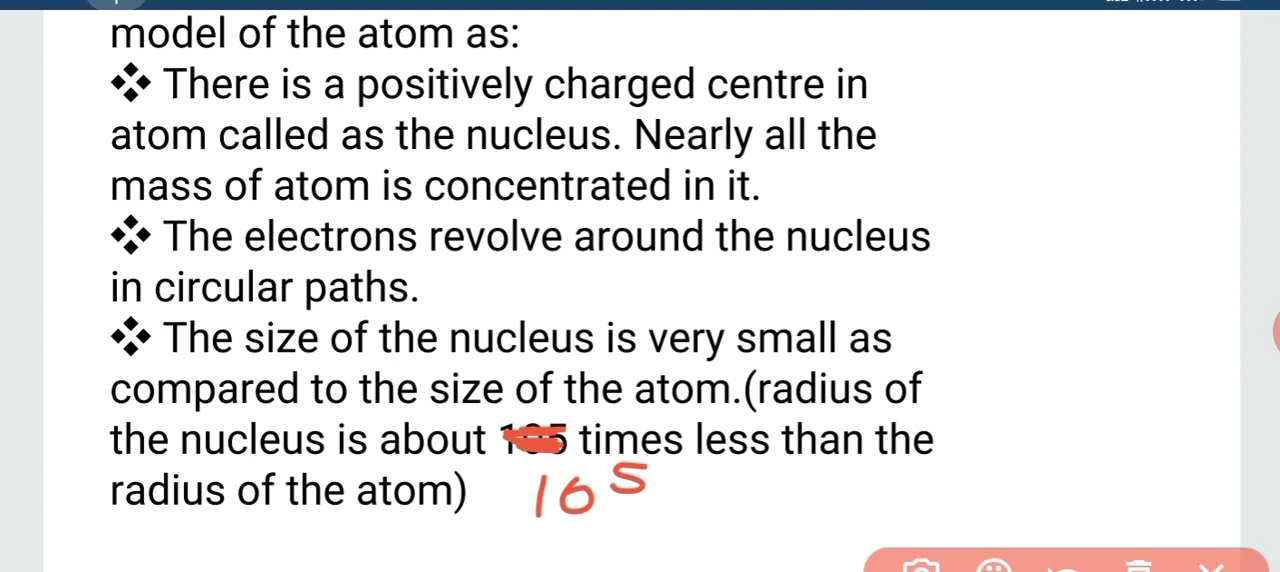 model of the atom as:
❖ There is a positively charged centre in
atom called as the nucleus. Nearly all the
mass of atom is concentrated in it.
❖ The electrons revolve around the nucleus
in circular paths.
❖ The size of the nucleus is very small as
compared to the size of the atom.(radius of
the nucleus is about 105 times less than the
radius of the atom) 10⁵